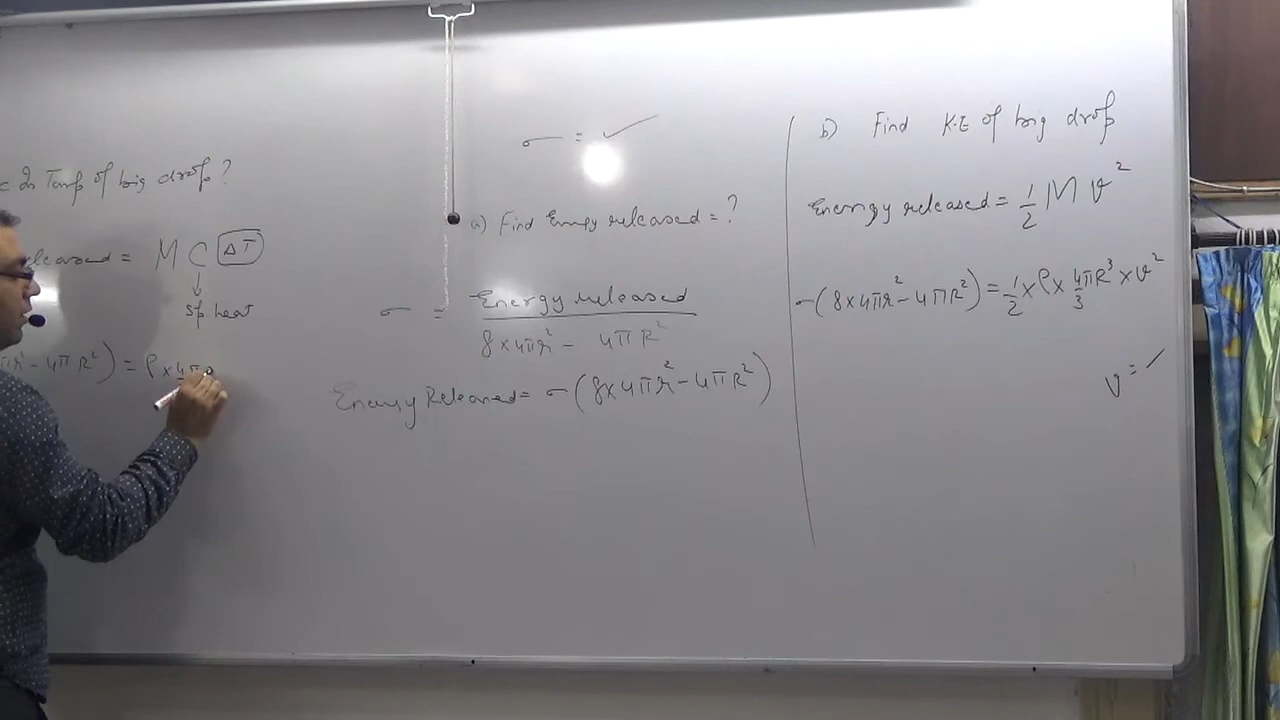 c In Temp of big drop?
eleased = M C ΔT
↓
Sp heat
πr² - 4πR²) = ρ × 4π
σ = ✓
a) Find Energy released = ?
σ = Energy released
8×4πr² - 4πR²
Energy Released = σ(8×4πr² - 4πR²)
b) Find K.E of big drop
Energy released = 1/2 M v²
σ(8×4πr² - 4πR²) = 1/2 × ρ × 4/3 πR³ × v²
v = ✓